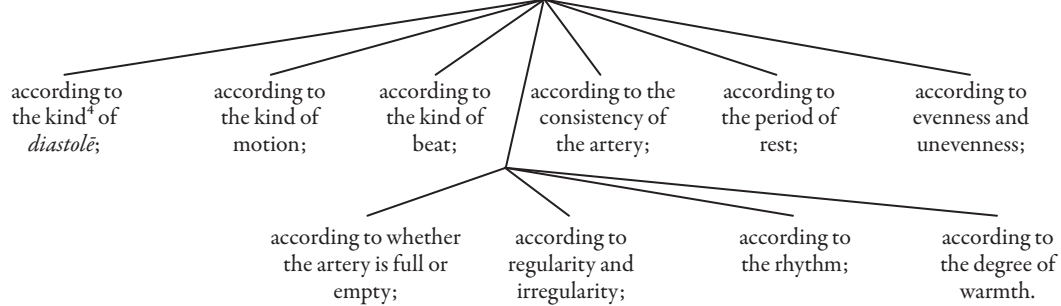 according to
the kind⁴ of
diastolē;
according to
the kind of
motion;
according to
the kind of
beat;
according to the
consistency of
the artery;
according to
the period of
rest;
according to
evenness and
unevenness;
according to whether
the artery is full or
empty;
according to
regularity and
irregularity;
according to
the rhythm;
according to
the degree of
warmth.